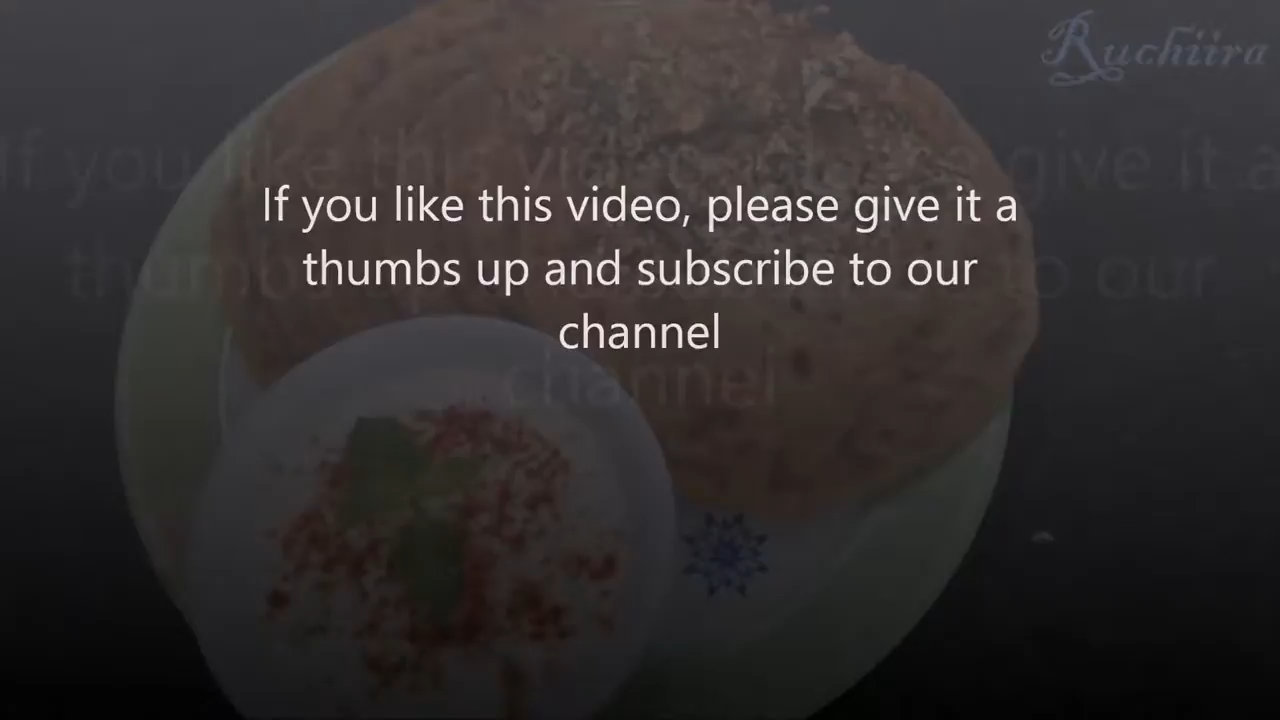 Ruchiira
If you like this video, please give it a
thumbs up and subscribe to our
channel